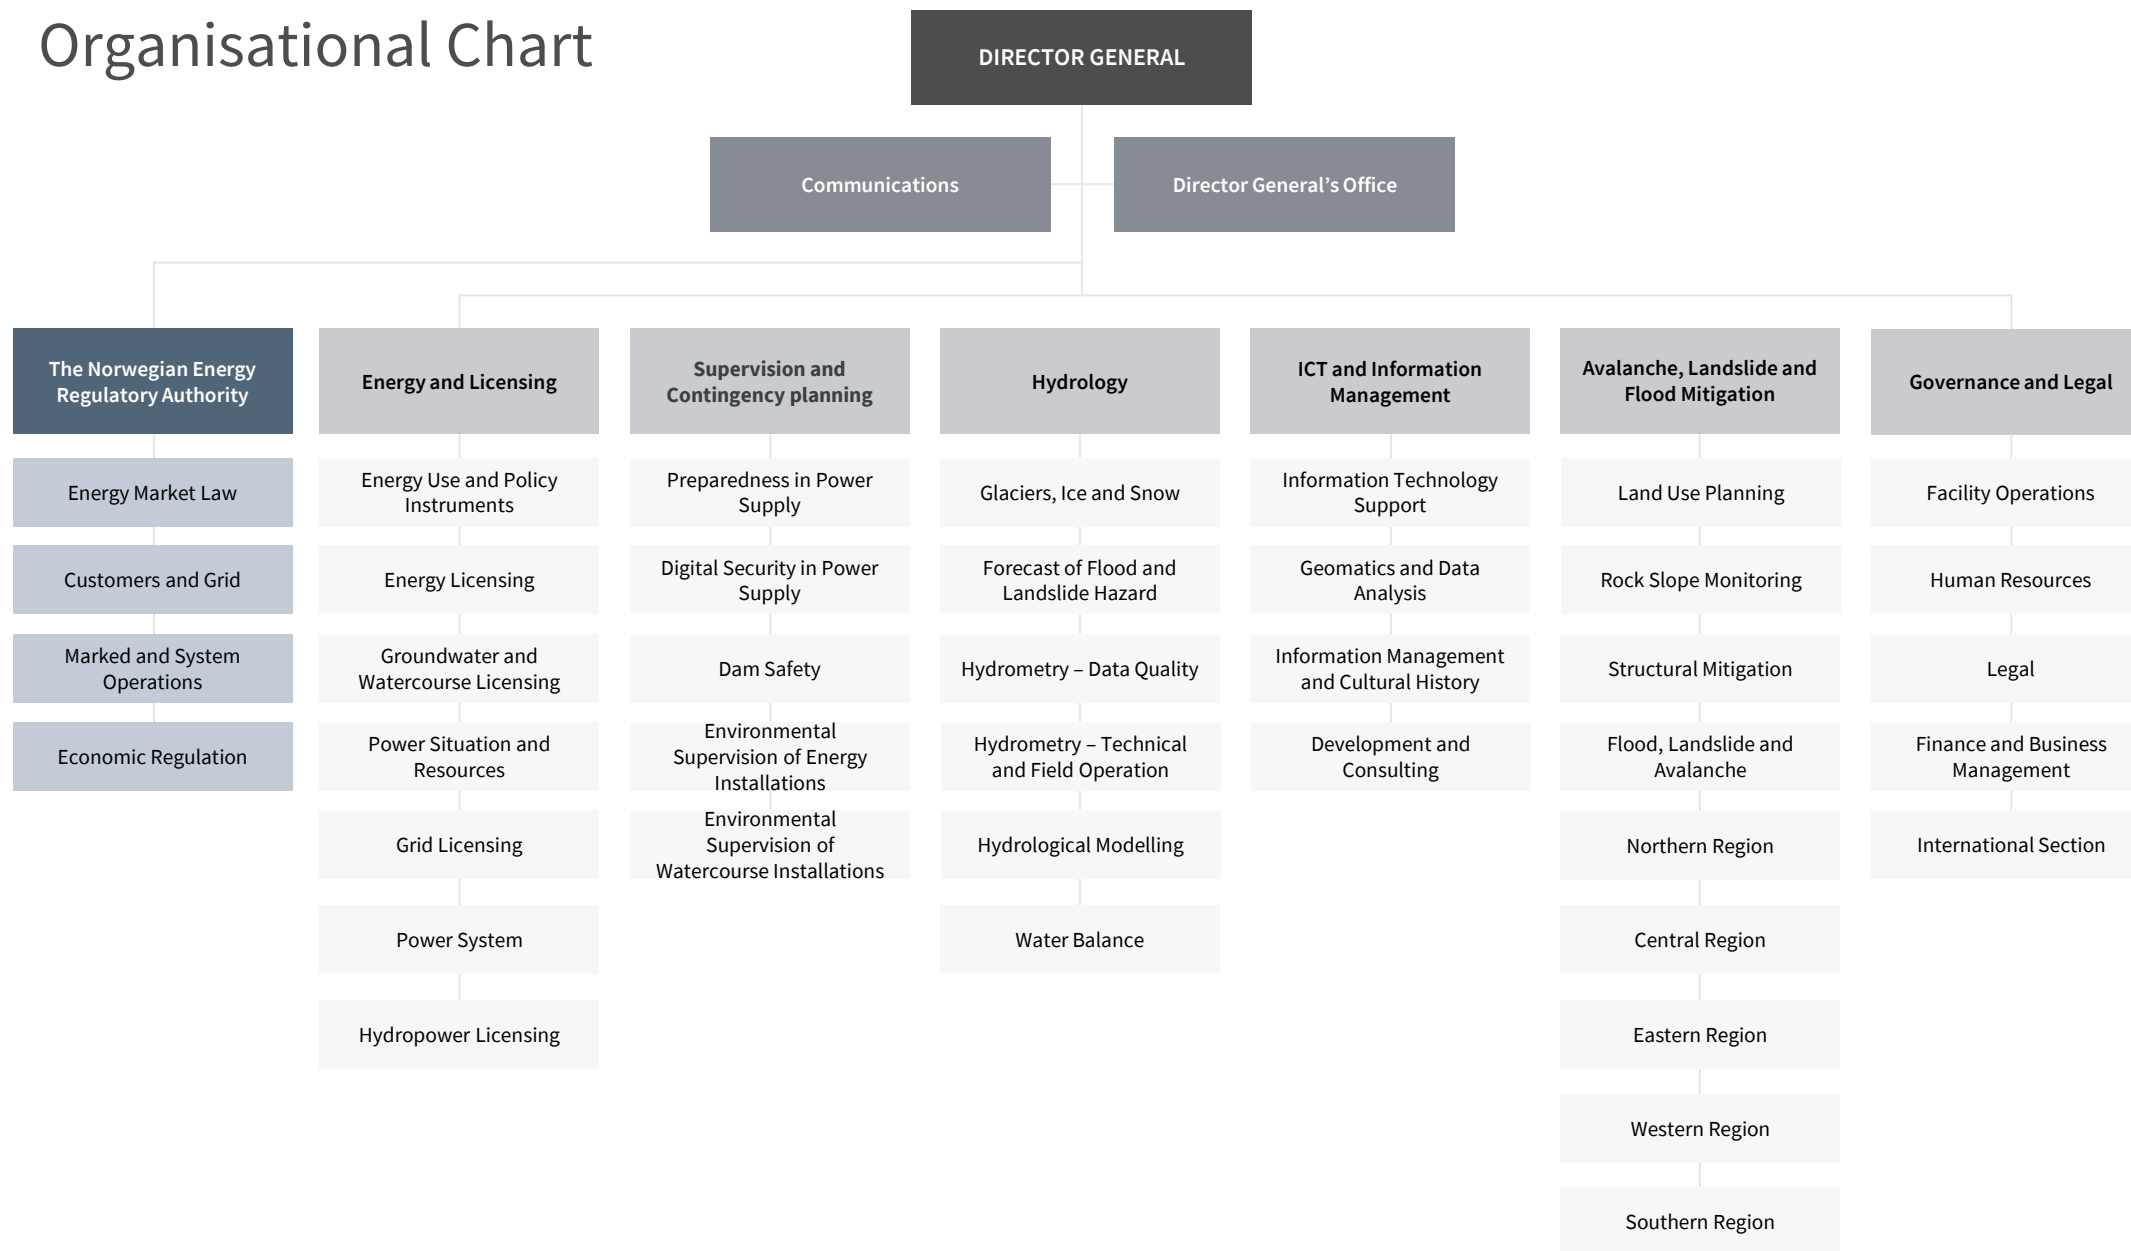 Organisational Chart
DIRECTOR GENERAL
Communications
Director General's Office
The Norwegian Energy
Regulatory Authority
Energy Market Law
Customers and Grid
Marked and System
Operations
Economic Regulation
Energy and Licensing
Energy Use and Policy
Instruments
Energy Licensing
Groundwater and
Watercourse Licensing
Power Situation and
Resources
Grid Licensing
Power System
Hydropower Licensing
Supervision and
Contingency planning
Preparedness in Power
Supply
Digital Security in Power
Supply
Dam Safety
Environmental
Supervision of Energy
Installations
Environmental
Supervision of
Watercourse Installations
Hydrology
Glaciers, Ice and Snow
Forecast of Flood and
Landslide Hazard
Hydrometry – Data Quality
Hydrometry – Technical
and Field Operation
Hydrological Modelling
Water Balance
ICT and Information
Management
Information Technology
Support
Geomatics and Data
Analysis
Information Management
and Cultural History
Development and
Consulting
Avalanche, Landslide and
Flood Mitigation
Land Use Planning
Rock Slope Monitoring
Structural Mitigation
Flood, Landslide and
Avalanche
Northern Region
Central Region
Eastern Region
Western Region
Southern Region
Governance and Legal
Facility Operations
Human Resources
Legal
Finance and Business
Management
International Section